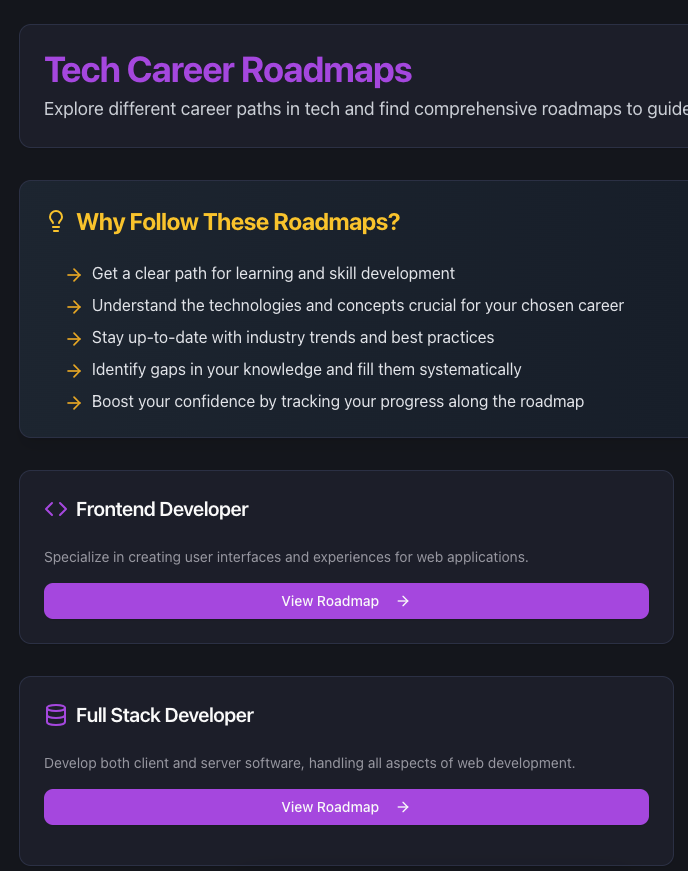 Tech Career Roadmaps
Explore different career paths in tech and find comprehensive roadmaps to guide
Why Follow These Roadmaps?
Get a clear path for learning and skill development
Understand the technologies and concepts crucial for your chosen career
Stay up-to-date with industry trends and best practices
Identify gaps in your knowledge and fill them systematically
Boost your confidence by tracking your progress along the roadmap
Frontend Developer
Specialize in creating user interfaces and experiences for web applications.
View Roadmap
Full Stack Developer
Develop both client and server software, handling all aspects of web development.
View Roadmap